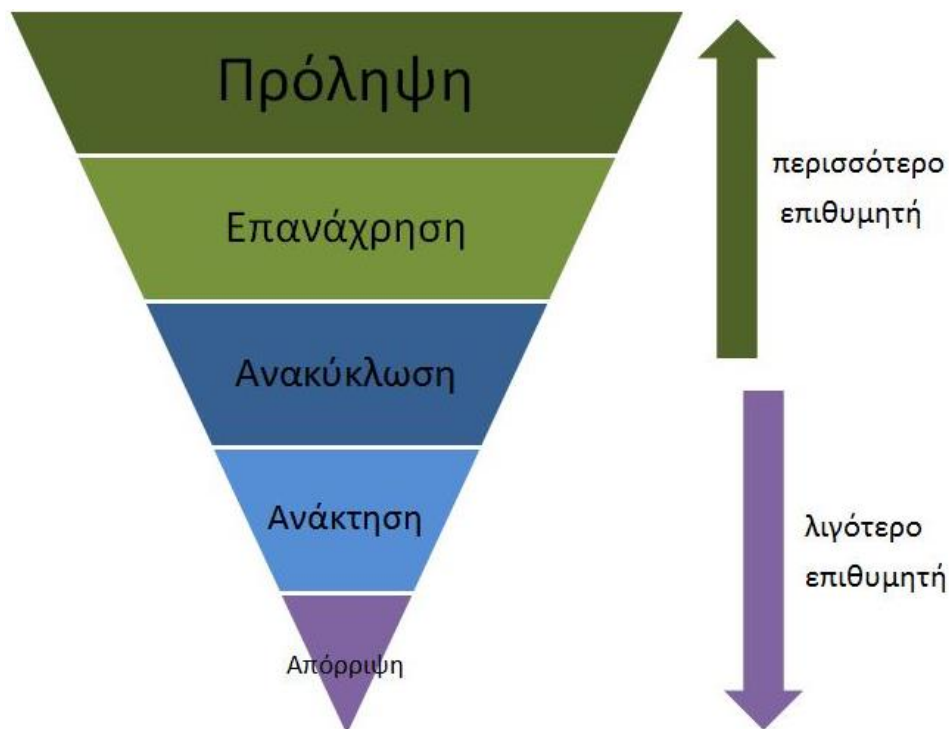 Πρόληψη
Επανάχρηση
Ανακύκλωση
Ανάκτηση
Απόρριψη
περισσότερο
επιθυμητή
λιγότερο
επιθυμητή